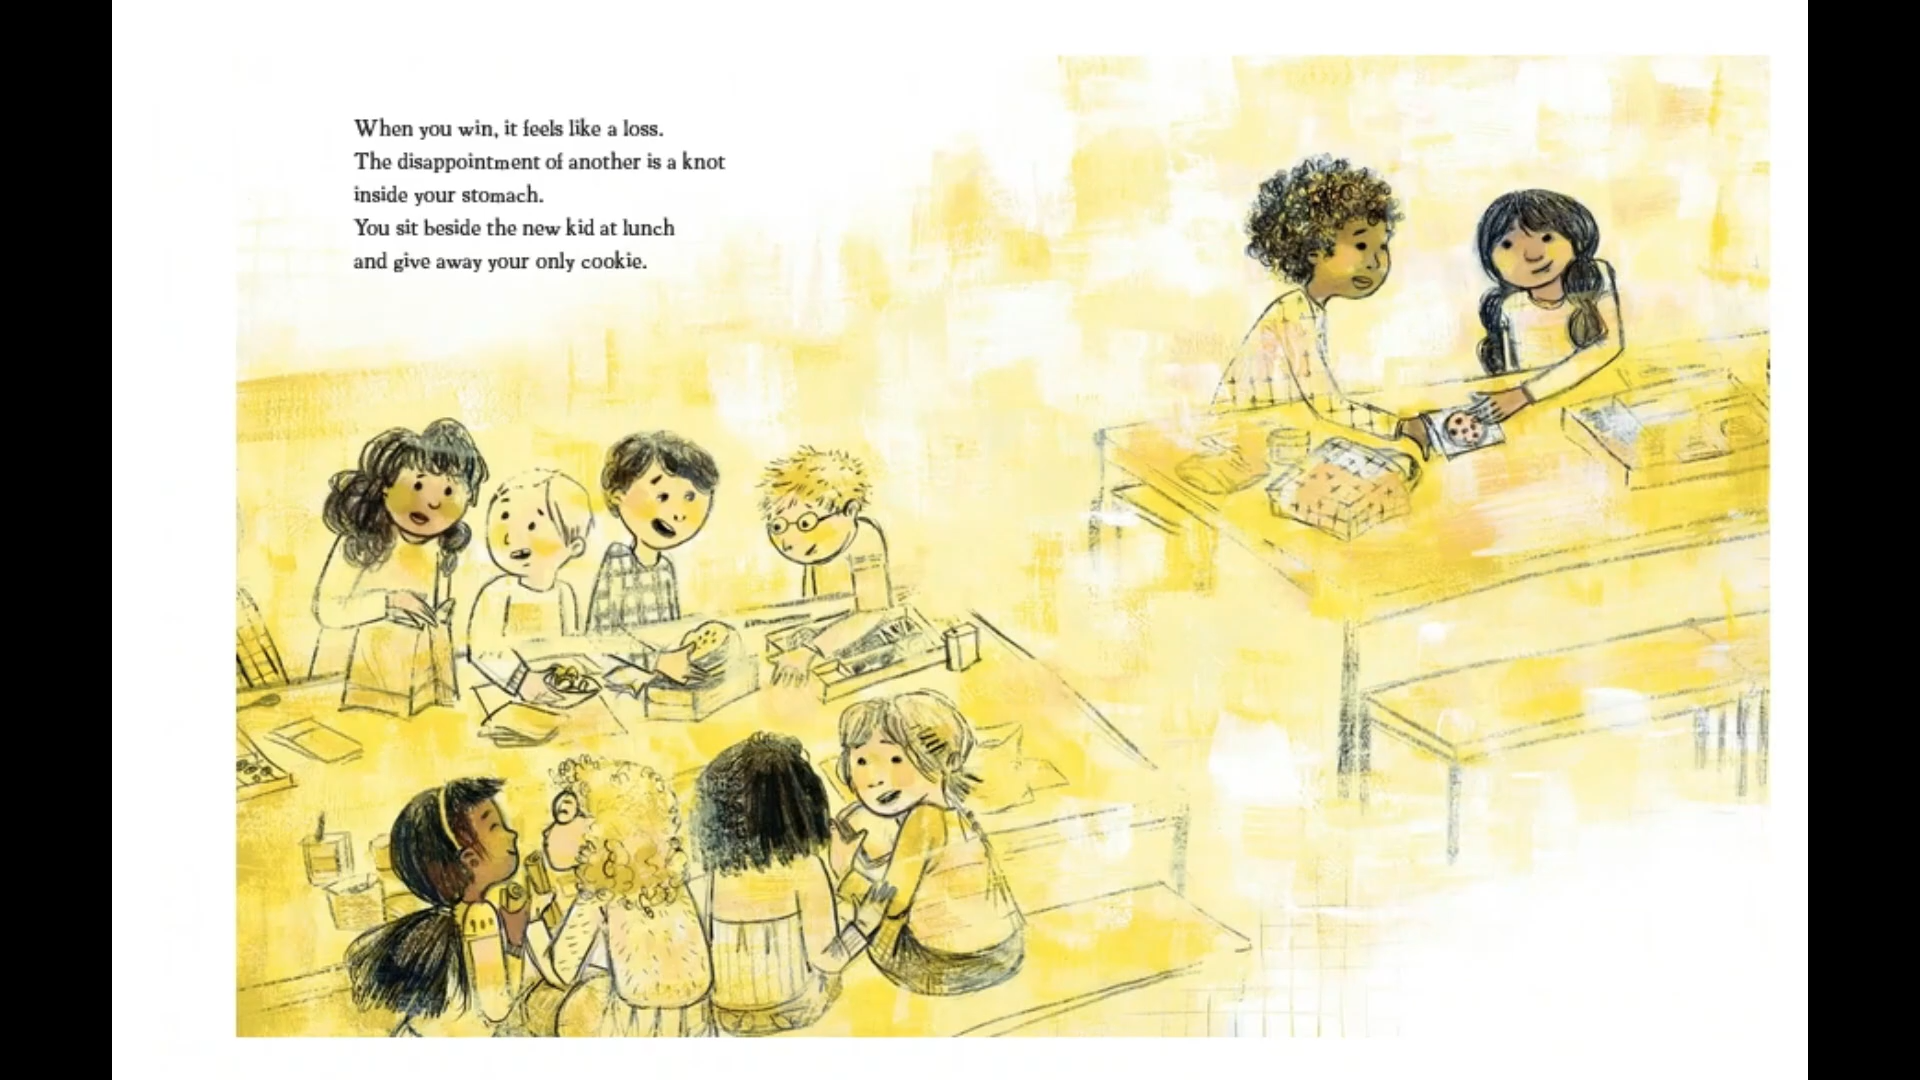 When you win, it feels like a loss.
The disappointment of another is a knot
inside your stomach.
You sit beside the new kid at lunch
and give away your only cookie.